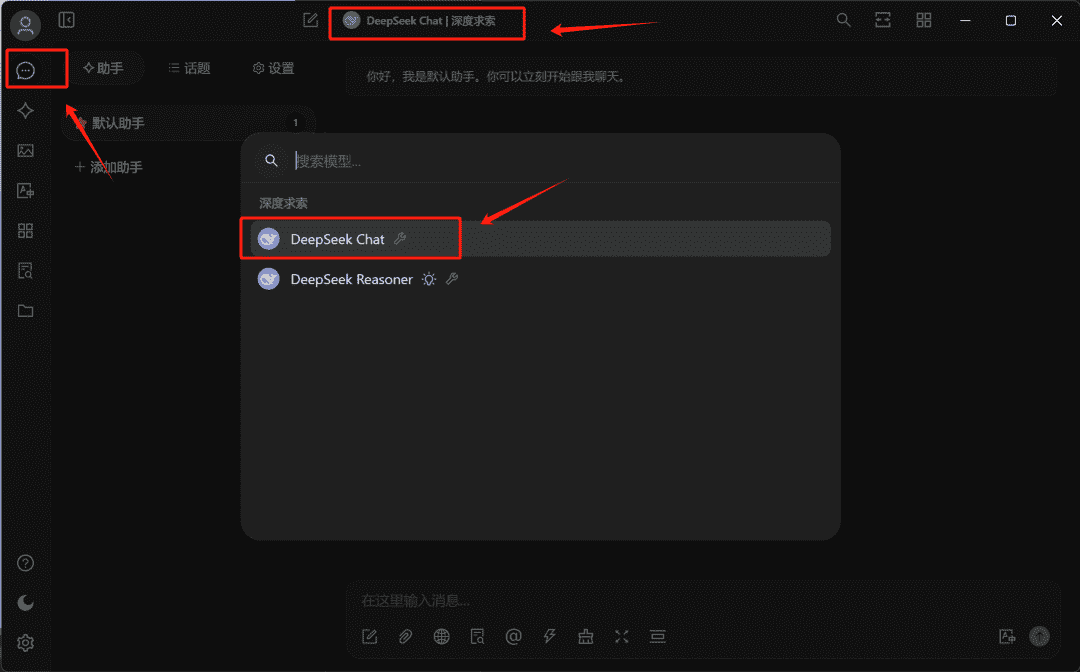 DeepSeek Chat | 深度求索
助手
话题
设置
你好，我是默认助手。你可以立刻开始跟我聊天。
默认助手
1
添加助手
搜索模型...
深度求索
DeepSeek Chat
DeepSeek Reasoner
在这里输入消息...